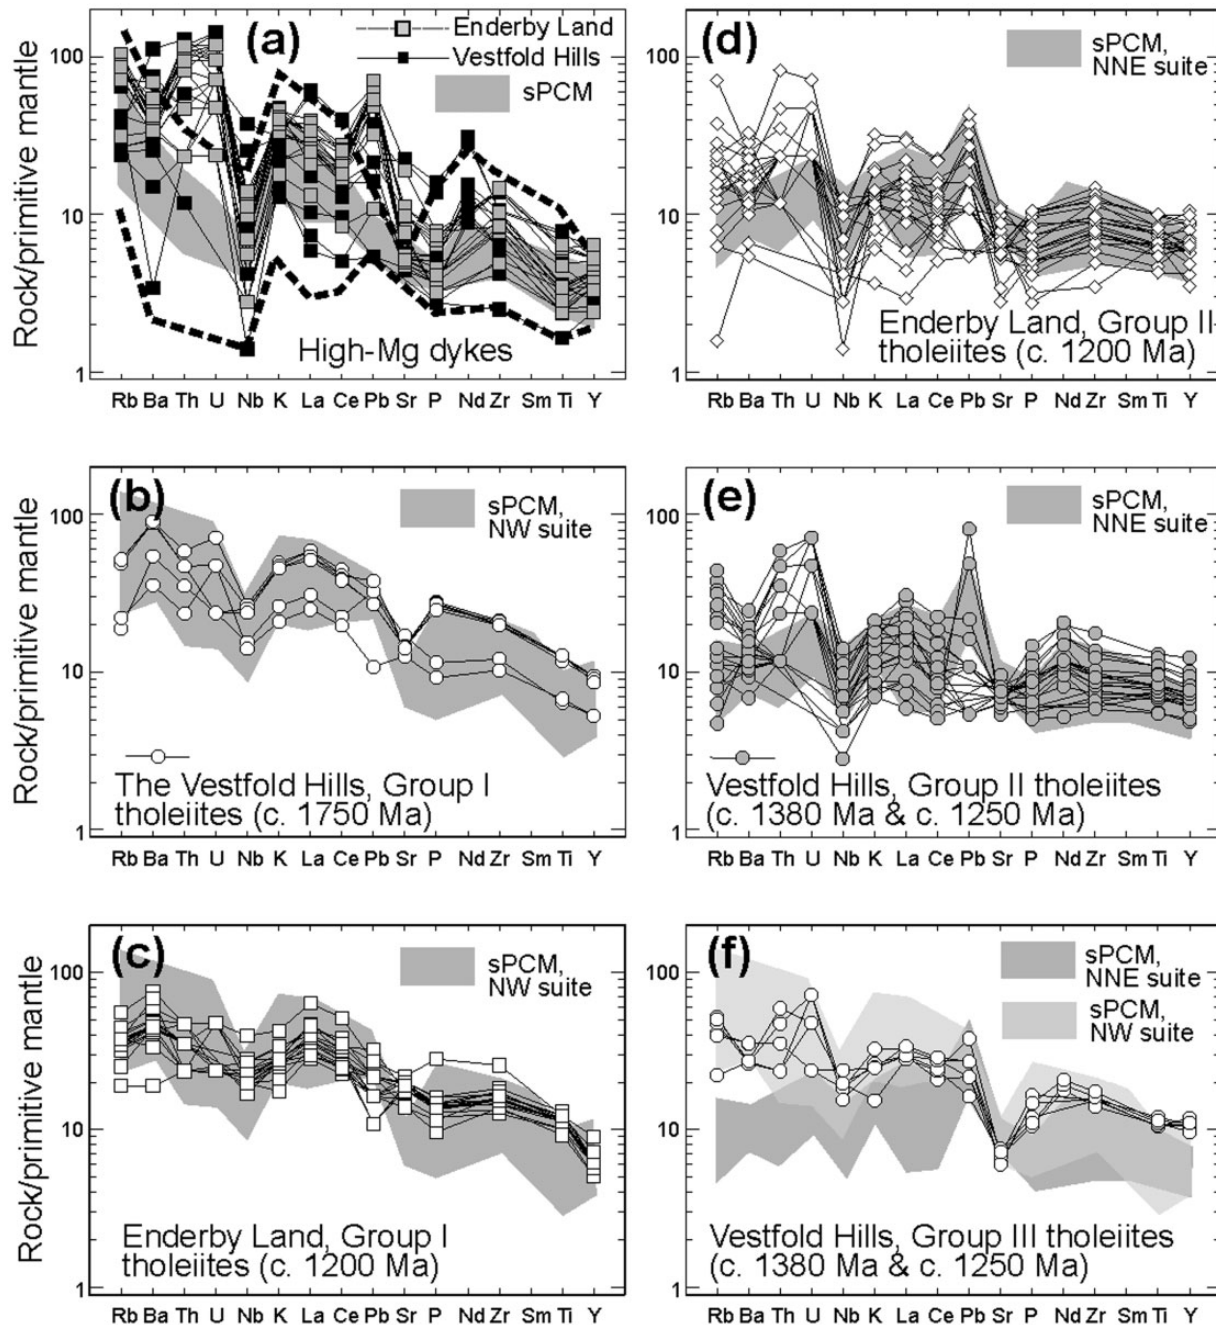 Rock/primitive mantle
100
10
1
(a)
Enderby Land
Vestfold Hills
sPCM
High-Mg dykes
Rb Ba Th U Nb K La Ce Pb Sr P Nd Zr Sm Ti Y
100
10
1
(d)
sPCM,
NNE suite
Enderby Land, Group II
tholeiites (c. 1200 Ma)
Rb Ba Th U Nb K La Ce Pb Sr P Nd Zr Sm Ti Y
Rock/primitive mantle
100
10
1
(b)
sPCM,
NW suite
The Vestfold Hills, Group I
tholeiites (c. 1750 Ma)
Rb Ba Th U Nb K La Ce Pb Sr P Nd Zr Sm Ti Y
100
10
1
(e)
sPCM,
NNE suite
Vestfold Hills, Group II tholeiites
(c. 1380 Ma & c. 1250 Ma)
Rb Ba Th U Nb K La Ce Pb Sr P Nd Zr Sm Ti Y
Rock/primitive mantle
100
10
1
(c)
sPCM,
NW suite
Enderby Land, Group I
tholeiites (c. 1200 Ma)
Rb Ba Th U Nb K La Ce Pb Sr P Nd Zr Sm Ti Y
100
10
1
(f)
sPCM,
NNE suite
sPCM,
NW suite
Vestfold Hills, Group III tholeiites
(c. 1380 Ma & c. 1250 Ma)
Rb Ba Th U Nb K La Ce Pb Sr P Nd Zr Sm Ti Y